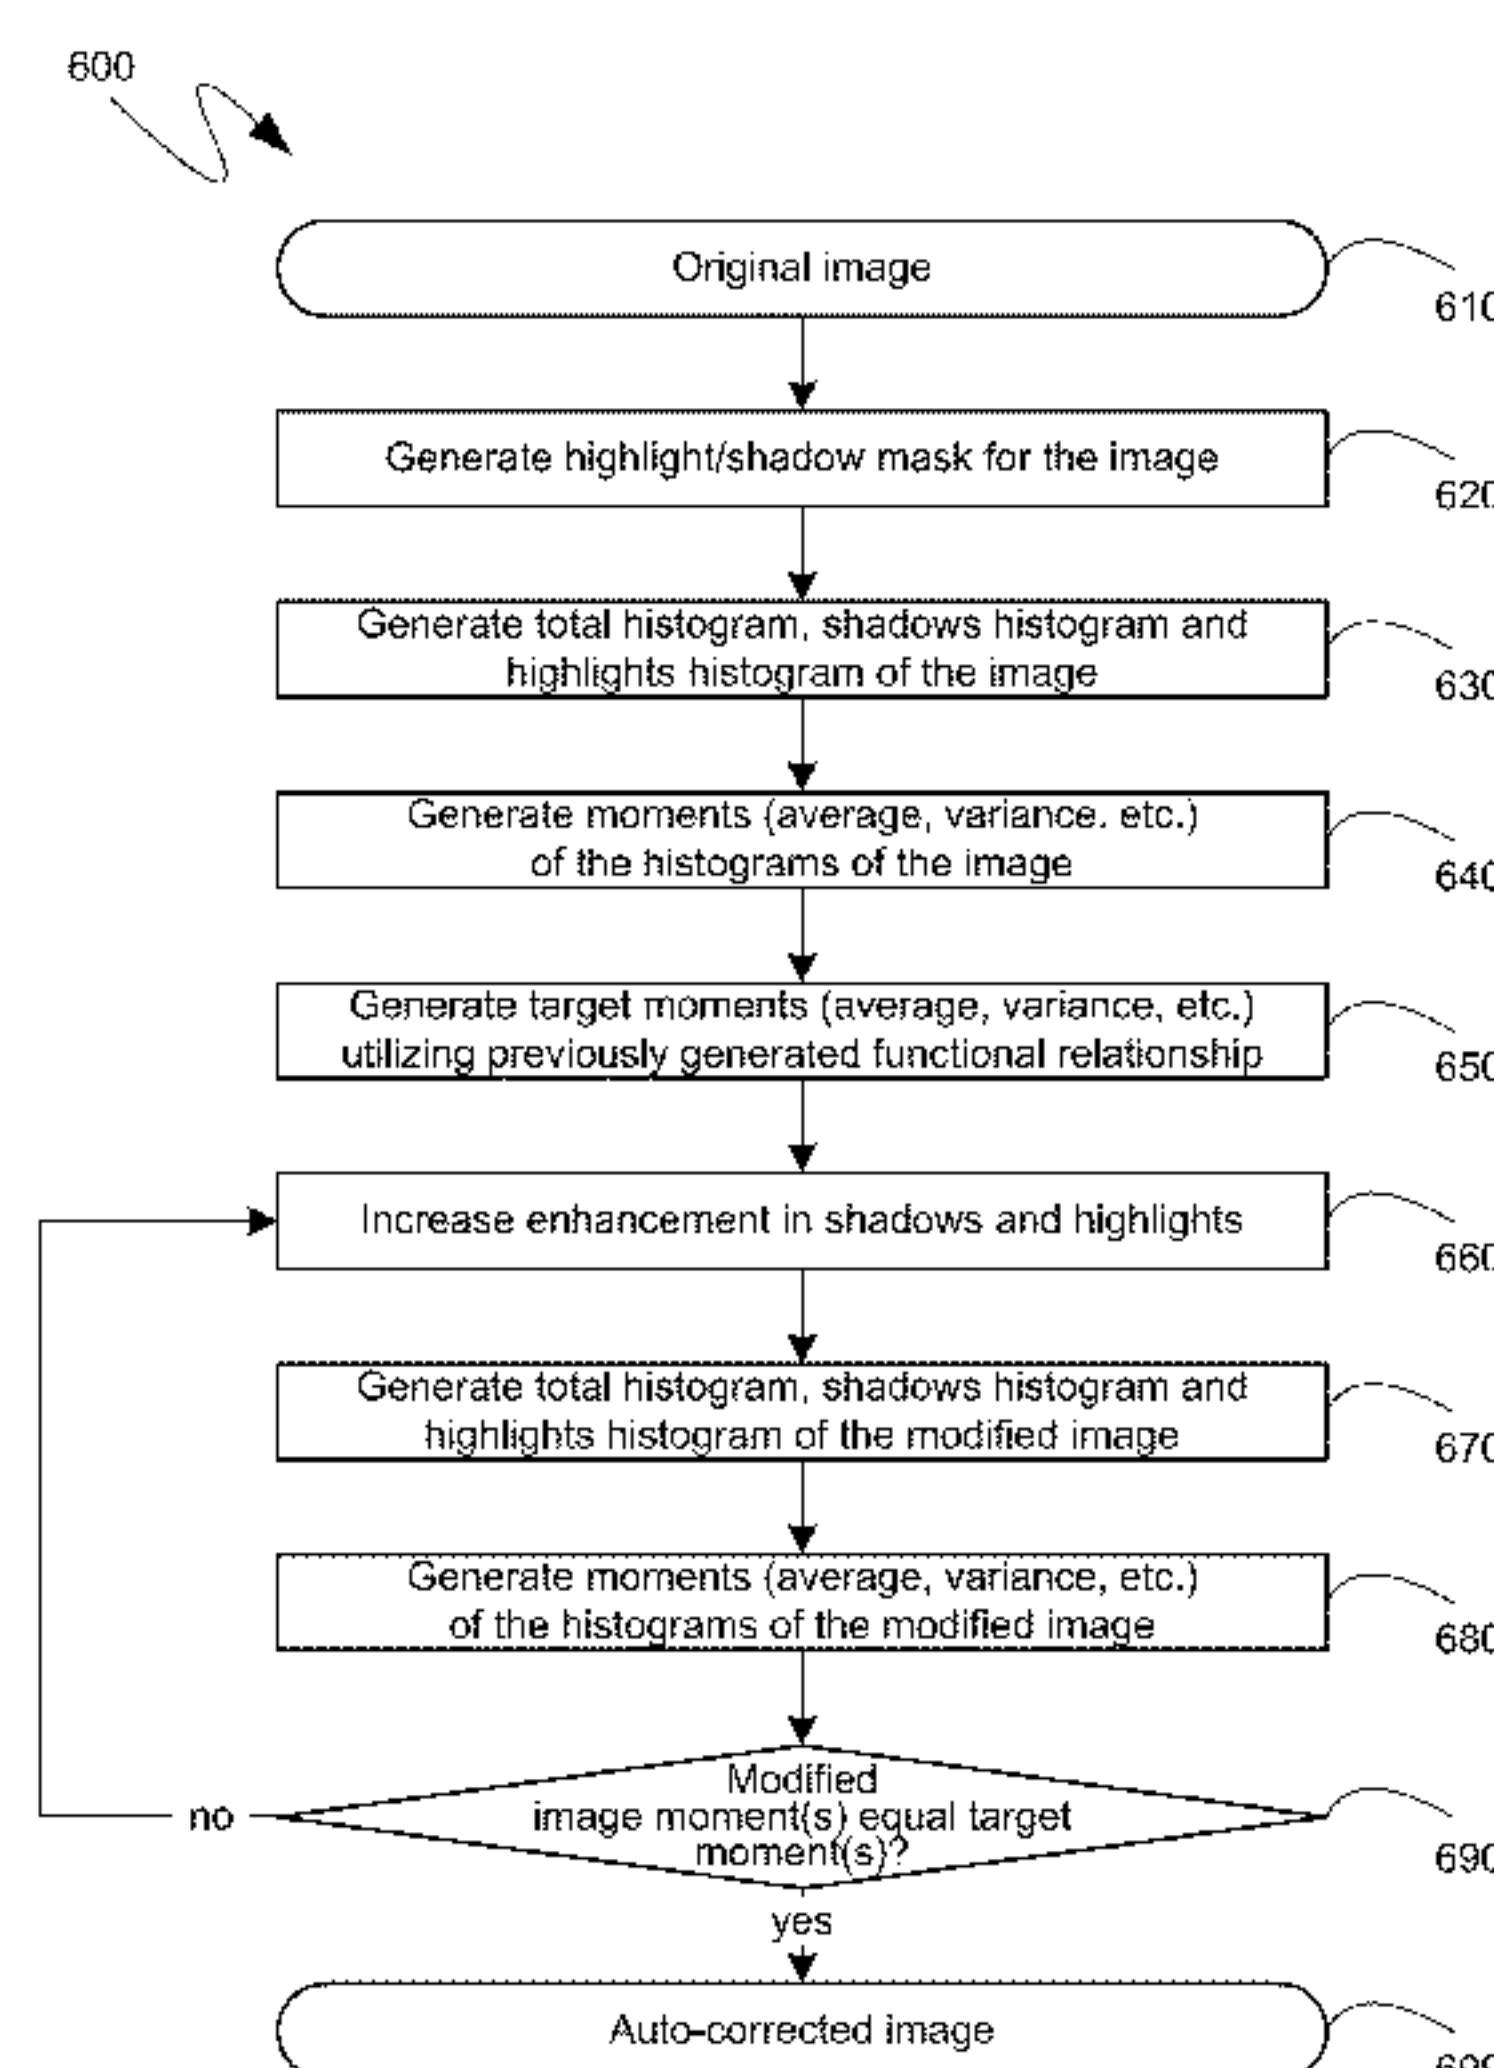 600
Original image
610
Generate highlight/shadow mask for the image
620
Generate total histogram, shadows histogram and
highlights histogram of the image
630
Generate moments (average, variance. etc.)
of the histograms of the image
640
Generate target moments (average, variance, etc.)
utilizing previously generated functional relationship
650
Increase enhancement in shadows and highlights
660
Generate total histogram, shadows histogram and
highlights histogram of the modified image
670
Generate moments (average, variance, etc.)
of the histograms of the modified image
680
Modified
image moment(s) equal target
moment(s)?
no
690
yes
Auto-corrected image